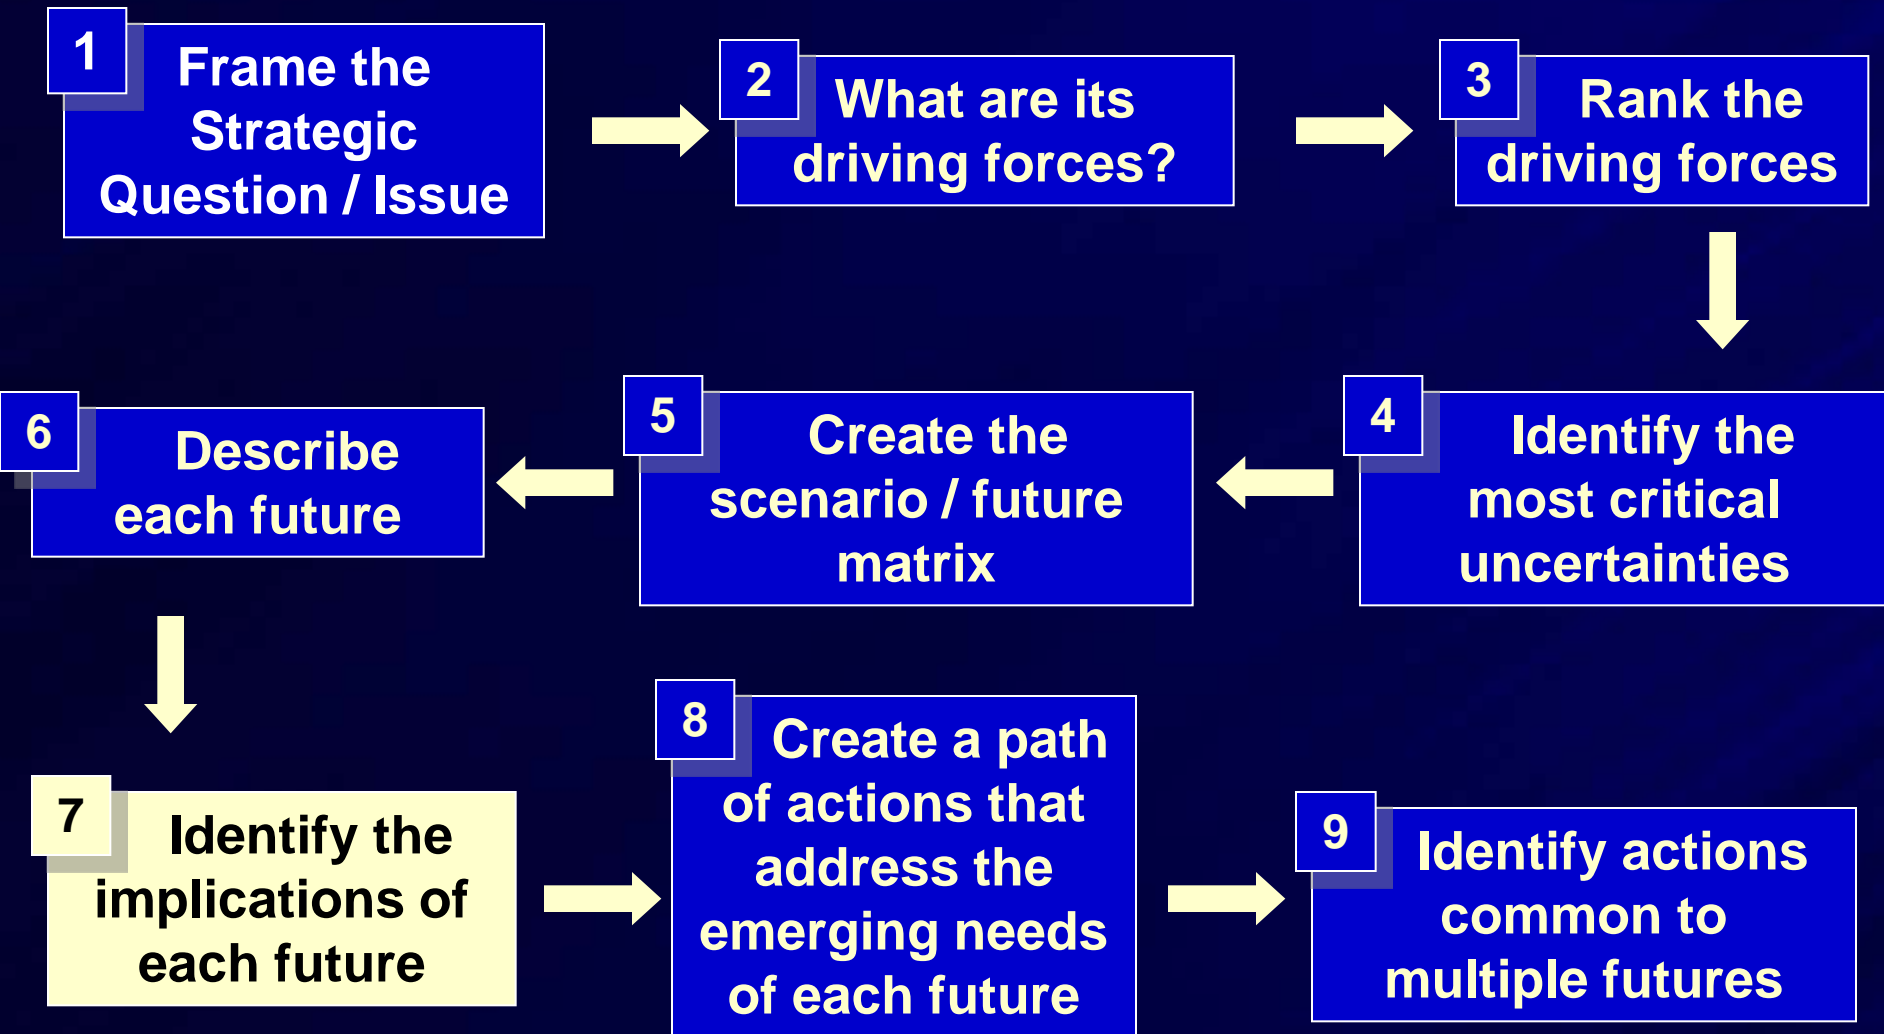 1
Frame the
Strategic
Question / Issue
2
What are its
driving forces?
3
Rank the
driving forces
4
Identify the
most critical
uncertainties
5
Create the
scenario / future
matrix
6
Describe
each future
7
Identify the
implications of
each future
8
Create a path
of actions that
address the
emerging needs
of each future
9
Identify actions
common to
multiple futures